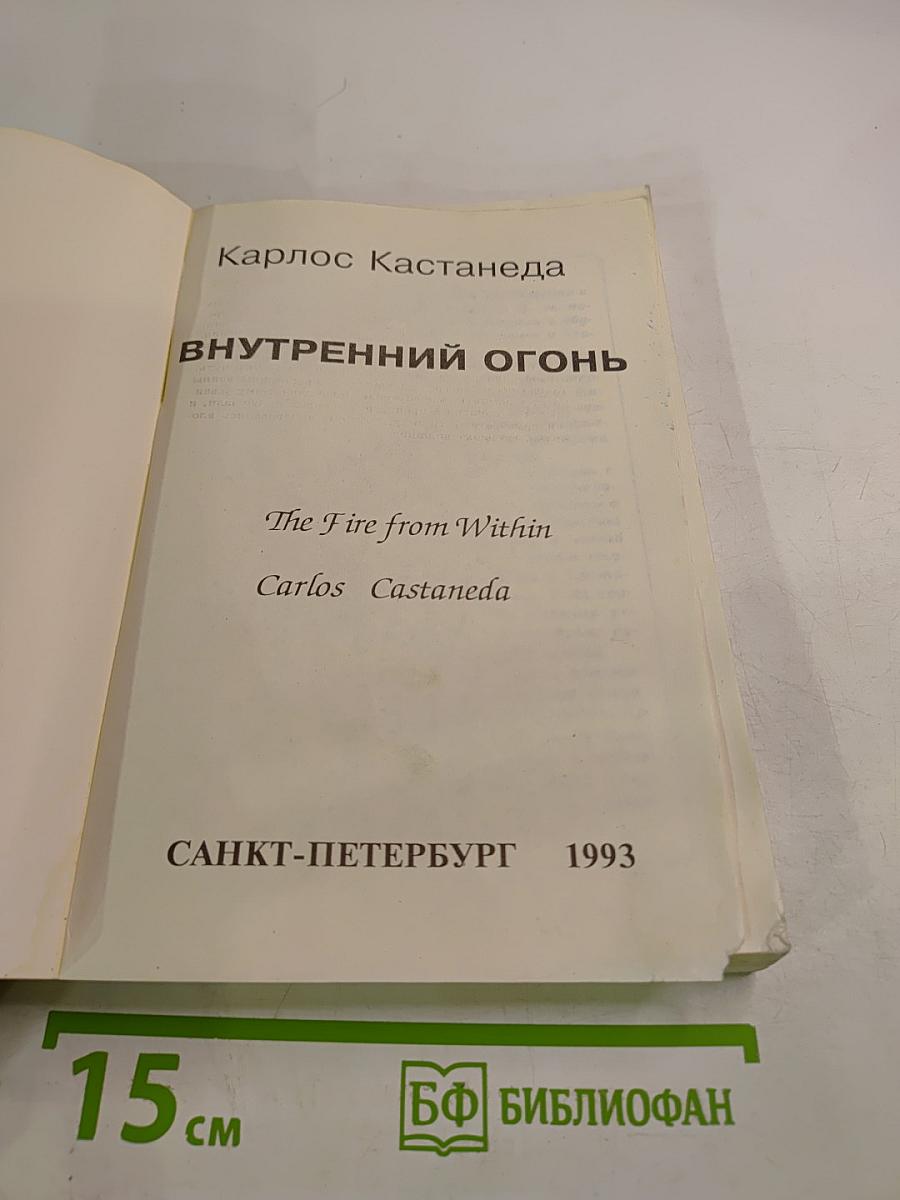 Карлос Кастанеда
ВНУТРЕННИЙ ОГОНЬ
The Fire from Within
Carlos Castaneda
САНКТ-ПЕТЕРБУРГ 1993
15 см
БФ БИБЛИОФАН